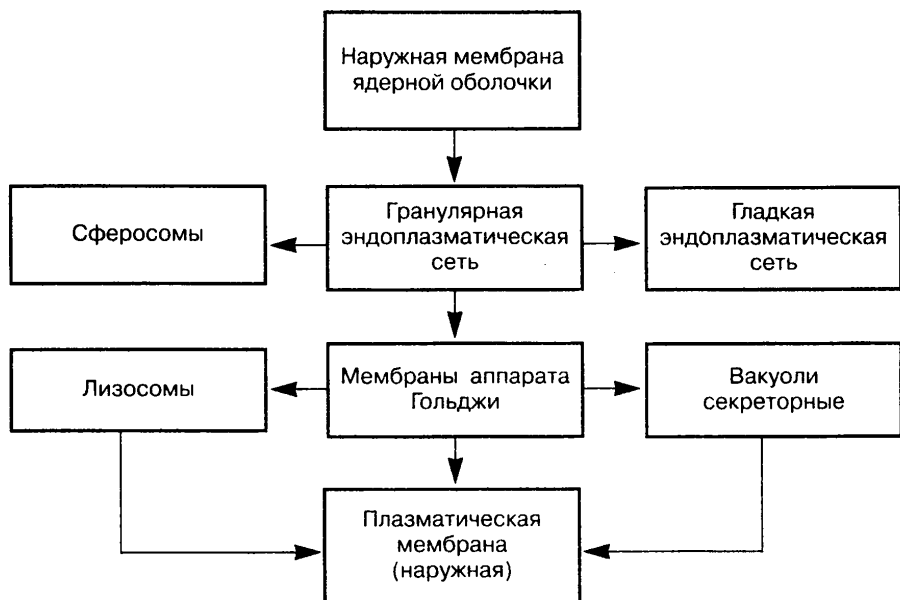 Наружная мембрана
ядерной оболочки
Сферосомы
Гранулярная
эндоплазматическая
сеть
Гладкая
эндоплазматическая
сеть
Лизосомы
Мембраны аппарата
Гольджи
Вакуоли
секреторные
Плазматическая
мембрана
(наружная)